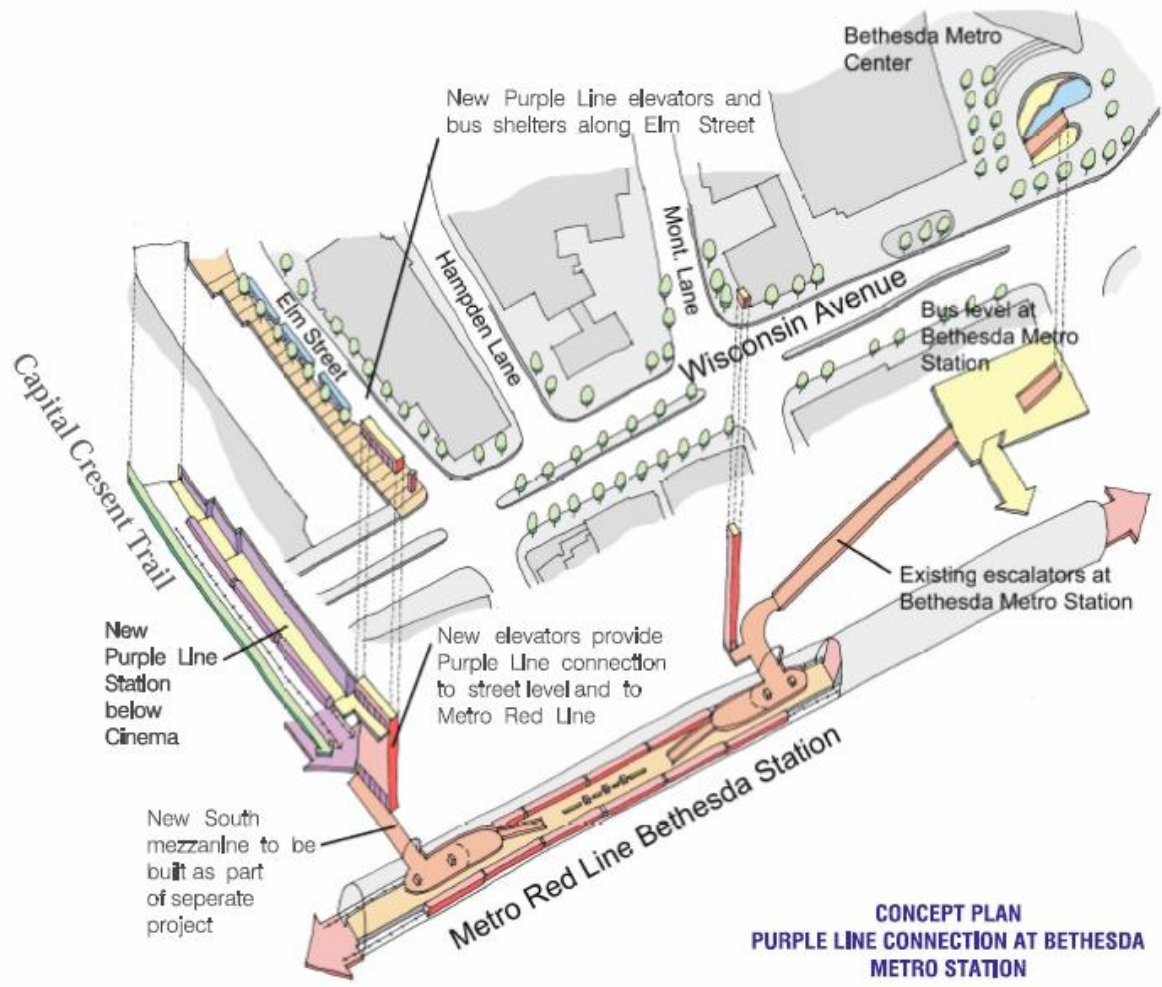 Bethesda Metro
Center
New Purple Line elevators and
bus shelters along Elm Street
Mont. Lane
Hampden Lane
Elm Street
Wisconsin Avenue
Bus level at
Bethesda Metro
Station
Capital Cresent Trail
Existing escalators at
Bethesda Metro Station
New
Purple Line
Station
below
Cinema
New elevators provide
Purple Line connection
to street level and to
Metro Red Line
New South
mezzanine to be
built as part
of seperate
project
Metro Red Line Bethesda Station
CONCEPT PLAN
PURPLE LINE CONNECTION AT BETHESDA
METRO STATION